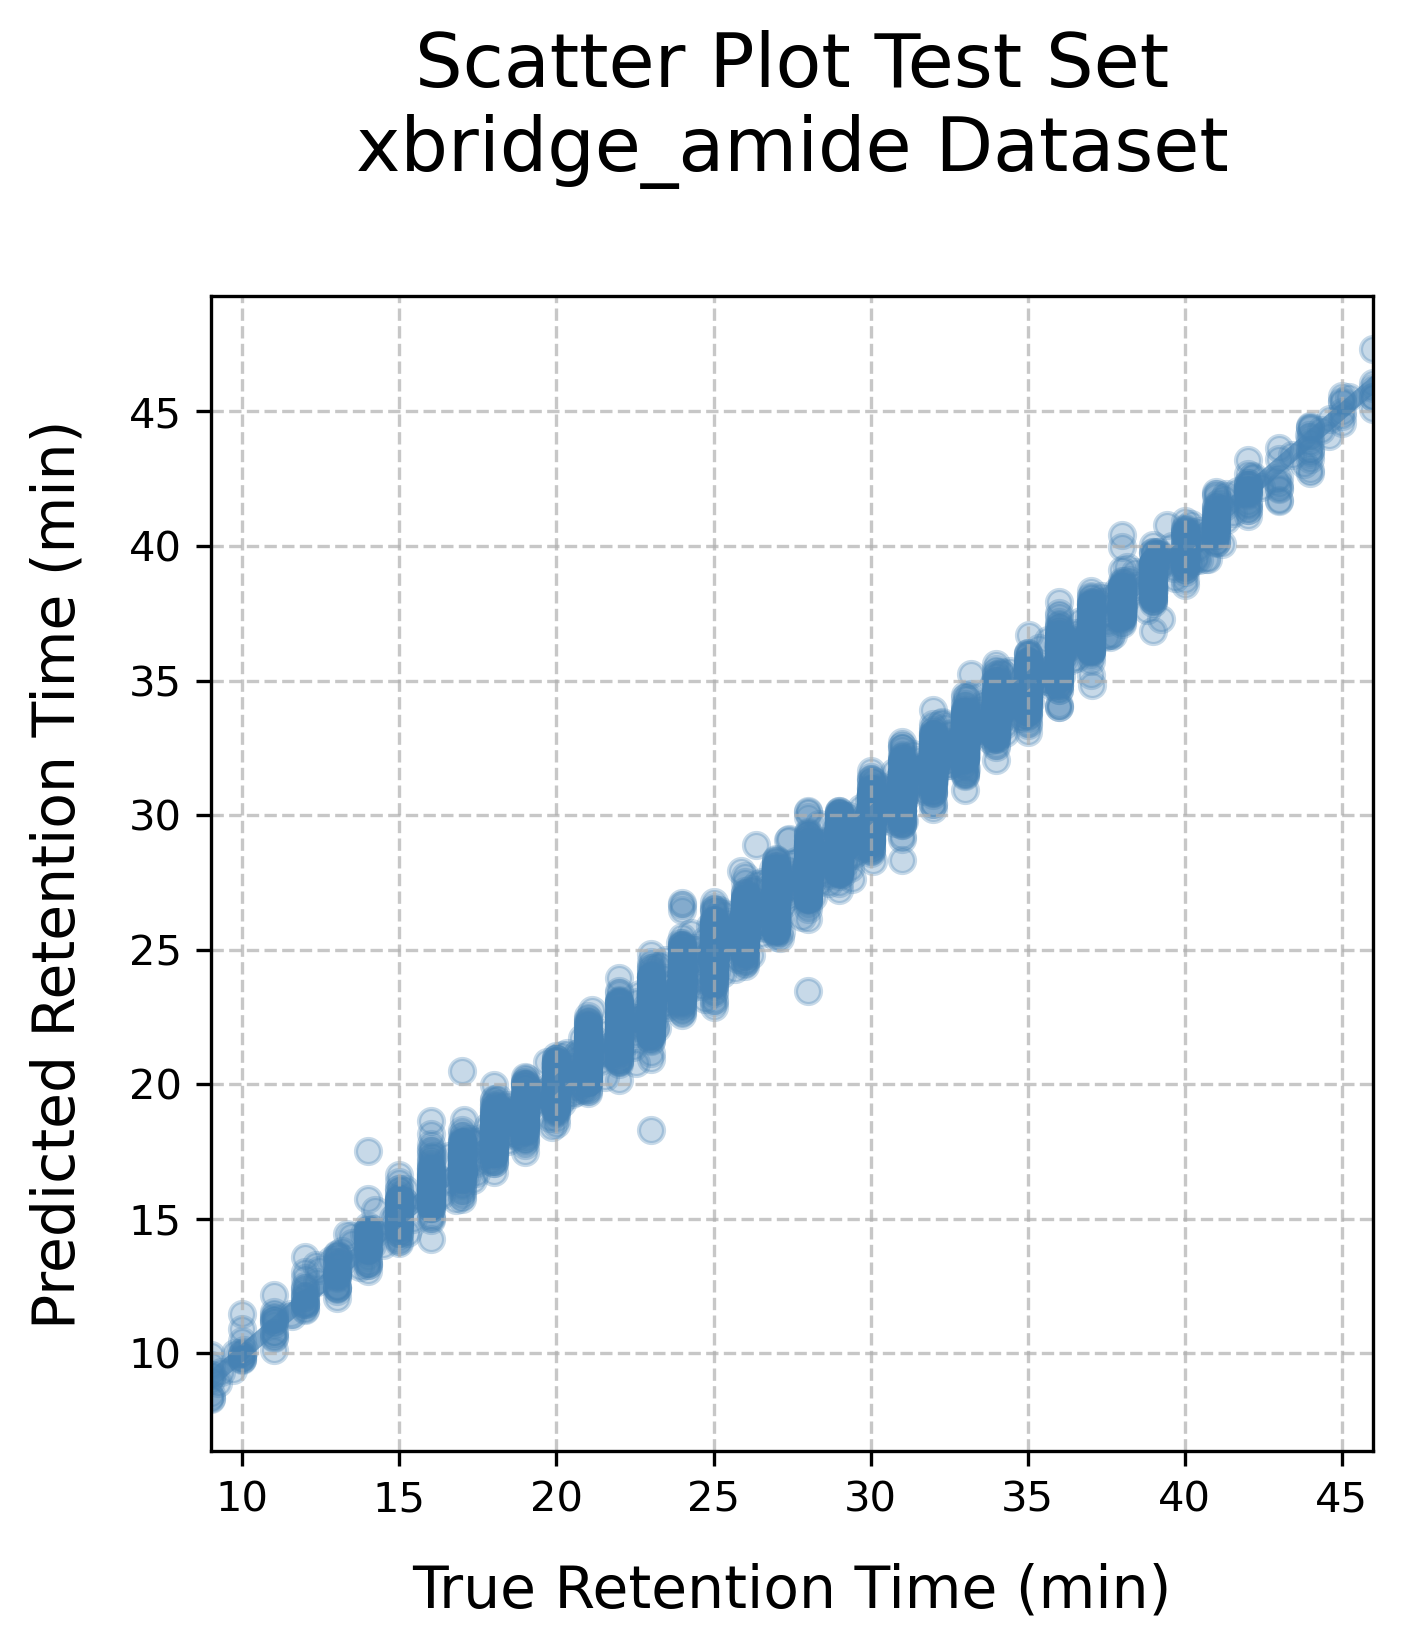 Scatter Plot Test Set
xbridge_amide Dataset
Predicted Retention Time (min)
45
40
35
30
25
20
15
10
10 15 20 25 30 35 40 45
True Retention Time (min)